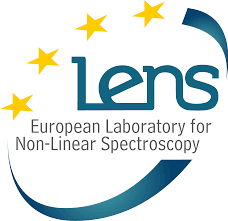 Lens
European Laboratory for
Non-Linear Spectroscopy